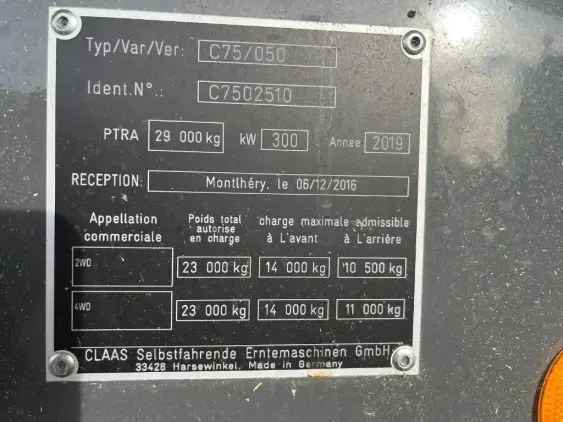 Typ/Var/Ver: C75/050
Ident.N°.: C7502510
PTRA 29 000 kg kW 300 Annee 2019
RECEPTION: Montlhéry, le 06/12/2016
Appellation commerciale Poids total autorise en charge charge maximale admissible à L'avant à L'arrière
2WD 23 000 kg 14 000 kg 10 500 kg
4WD 23 000 kg 14 000 kg 11 000 kg
CLAAS Selbstfahrende Erntemaschinen GmbH
33428 Harsewinkel, Made in Germany